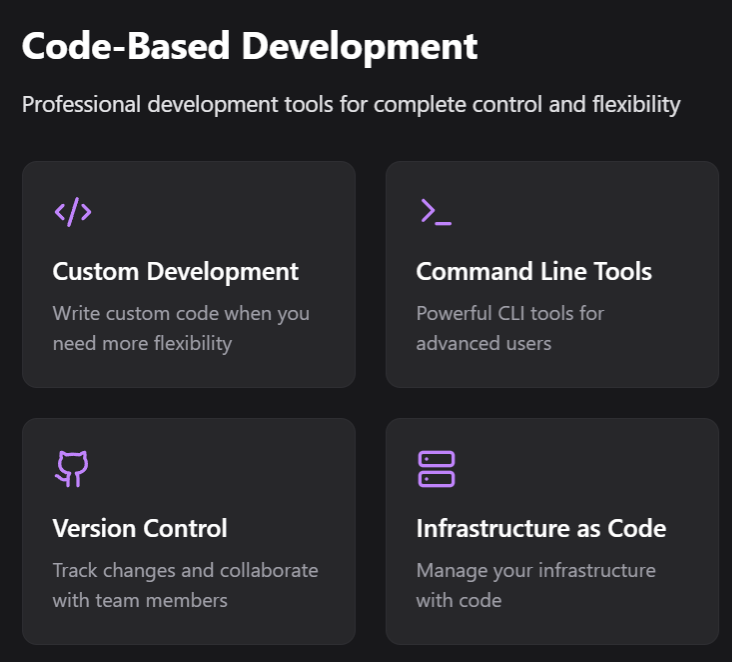 Code-Based Development
Professional development tools for complete control and flexibility
Custom Development
Write custom code when you
need more flexibility
Command Line Tools
Powerful CLI tools for
advanced users
Version Control
Track changes and collaborate
with team members
Infrastructure as Code
Manage your infrastructure
with code